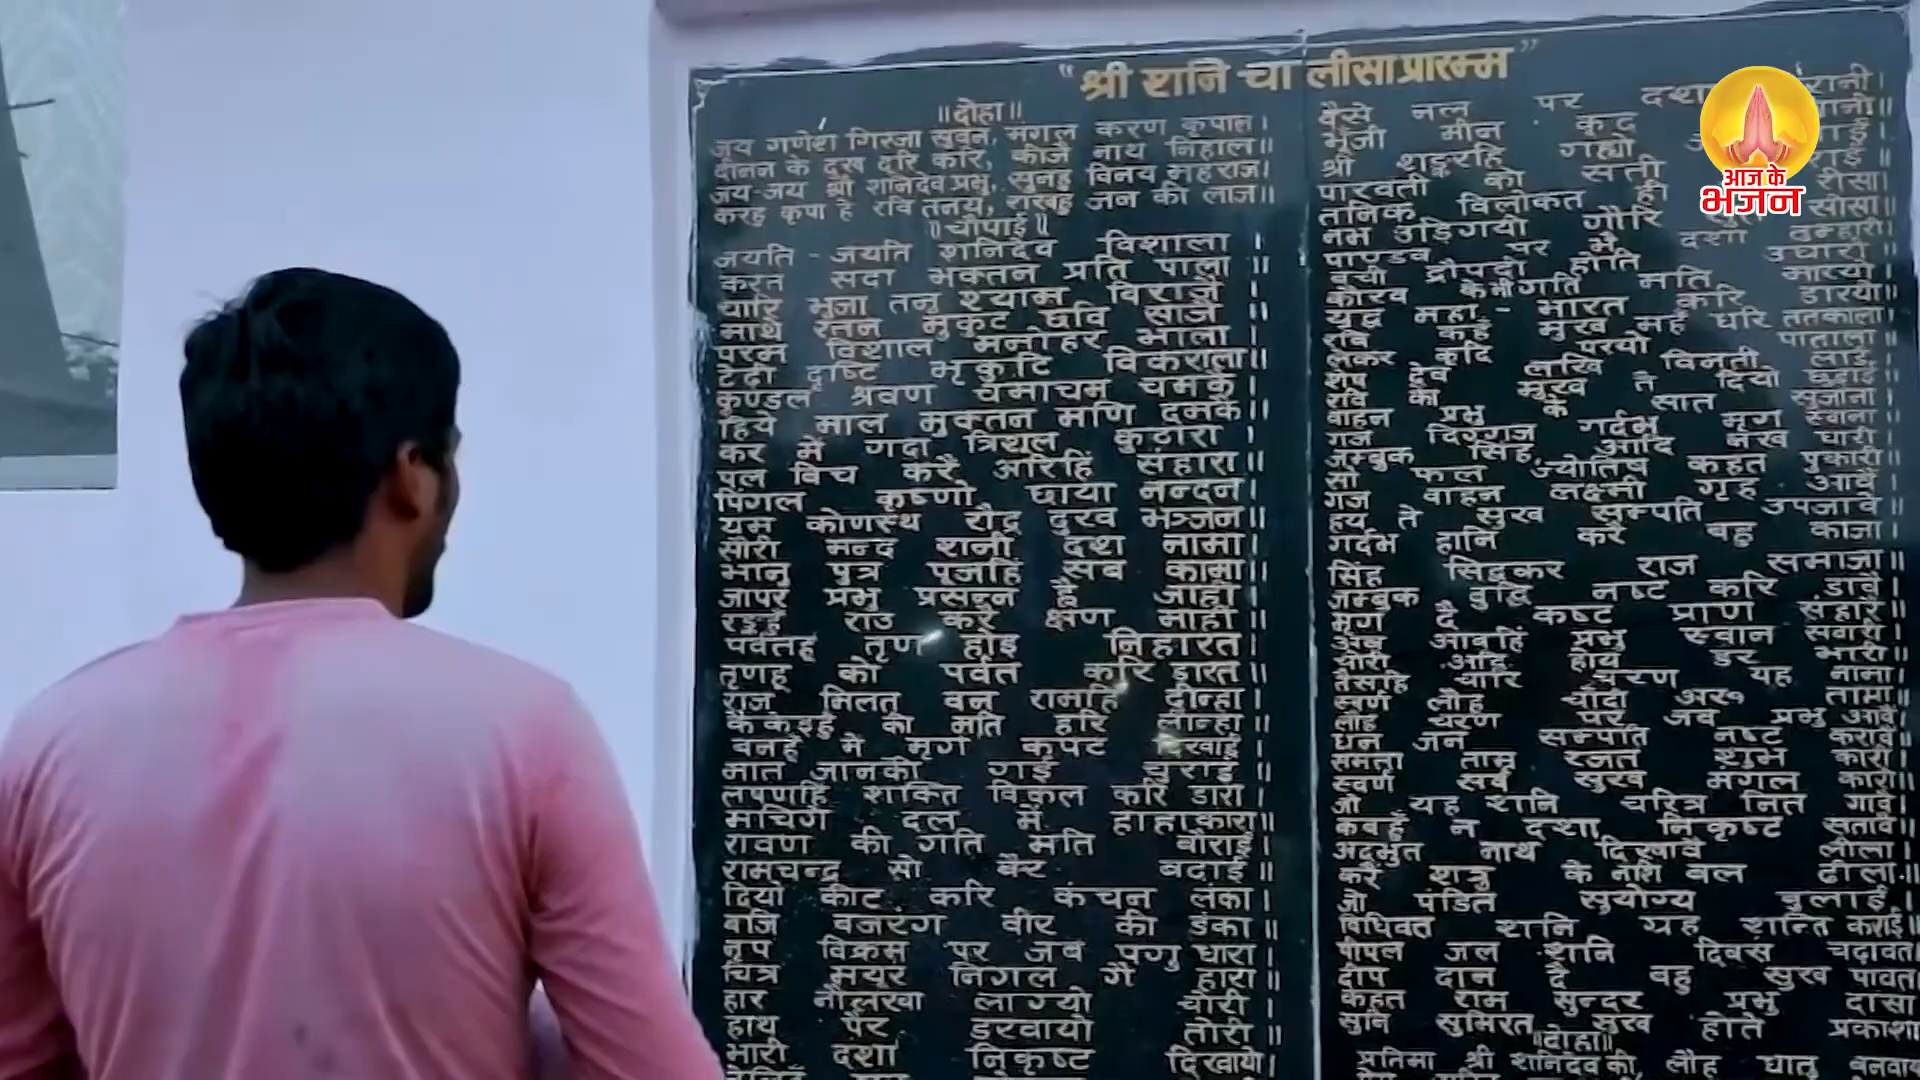 "श्री शनि चा लीसा प्रारम्भ"
॥दोहा॥
जय गणेश गिरजा सुवन, मंगल करण कृपाल।
दीनन के दुख दूरि करि, कीजै नाथ निहाल॥
जय-जय श्री शनिदेव प्रभु, सुनहु विनय महराज।
करहु कृपा हे रवि तनय, राखहु जन की लाज॥
॥चोपाई॥
जयति - जयति शनिदेव विशाला।
करत सदा भक्तन प्रति पाला॥
चारि भुजा तनु श्याम विराजै।
माथे रतन मुकुट छवि साजै॥
परम विशाल मनोहर भाला।
टेढ़ी दृष्टि भृकुटि विकराला॥
कुण्डल श्रवण चमाचम चमके।
हिये माल मुक्तन मणि दमके॥
कर में गदा त्रिशूल कुठारा।
पल विच करैं अरिहिं संहारा॥
पिंगल कृष्णो छाया नन्दन।
यम कोणस्थ रौद्र दुख भञ्जन॥
सौरी मन्द शनी दश नामा।
भानु पुत्र पूजहिं सब कामा॥
जापर प्रभु प्रसन्न है जाहीं।
रङ्कहुँ राउ करैं क्षण माहीं॥
पर्वतहू तृण होइ निहारत।
तृणहू को पर्वत करि डारत॥
राज मिलत वन रामहिं दीन्हा।
कैकइहुँ की मति हरि लीन्हा॥
बनहूँ में मृग कपट दिखाई।
मात जानकी गई चुराई॥
लषणहिं शक्ति विकल करि डारा।
मचिगै दल में हाहाकारा॥
रावण की गति मति बौराई।
रामचन्द्र सों बैर बढ़ाई॥
दियो कीट करि कंचन लंका।
बजि बजरंग वीर की डंका॥
नृप विक्रम पर जब पगु धारा।
चित्र मयूर निगल गै हारा॥
हार नौलखा लाग्यो चोरी।
हाथ पैर डरवायो तोरी॥
भारी दशा निकृष्ट दिखायो।
वैसे नल पर दशा
भूँजी मीन कूद
श्री शङ्करहि गह्यो
पारवती को सती
तनिक विलोकत ही रीसा।
नभ उड़िगयो गौरि सीसा॥
पाण्डव पर भै दशा तुम्हारी।
बची द्रौपदी होति उघारी॥
कौरव के भी गति मति मारयो।
युद्ध महा - भारत करि डारयो॥
रवि कहँ मुख महँ धरि ततकाला।
लेकर कूदि परयो पाताला॥
शेष देव लखि विनती लाई।
रवि को मुख ते दियो छुड़ाई॥
वाहन प्रभु के सात सुजाना।
गज दिग्गज गर्दभ मृग स्वाना॥
जम्बुक सिंह, आदि नख धारी।
सो फल ज्योतिष कहत पुकारी॥
गज वाहन लक्ष्मी गृह आवै।
हय ते सुख सम्पति उपजावै॥
गर्दभ हानि करै बहु काजा।
सिंह सिद्धकर राज समाजा॥
जम्बुक बुद्धि नष्ट करि डारै।
मृग दै कष्ट प्राण संहारै॥
जब आवहिं प्रभु स्वान सवारी।
चोरी आदि होय डर भारी॥
तैसहि चारि चरण यह नामा।
स्वर्ण लौह चाँदी अरु तामा॥
लौह चरण पर जब प्रभु आवैं।
धन जन सम्पति नष्ट करावैं॥
समता ताम्र रजत शुभ कारी।
स्वर्ण सर्व सुख मंगल कारी॥
जो यह शनि चरित्र नित गावै।
कबहुँ न दशा निकृष्ट सतावै॥
अद्भुत नाथ दिखावैं लीला।
करैं शत्रु के नशि बल ढीला॥
जो पंडित सुयोग्य बुलाई।
विधिवत शनि ग्रह शान्ति कराई॥
पीपल जल शनि दिवस चढ़ावत
दीप दान दै बहु सुख पावत
कहत राम सुन्दर प्रभु दासा
सुनि सुमिरत सुख होत प्रकाशा
॥दोहा॥
प्रतिमा श्री शनिदेव की, लौह धातु बनवाय
आज के
भजन